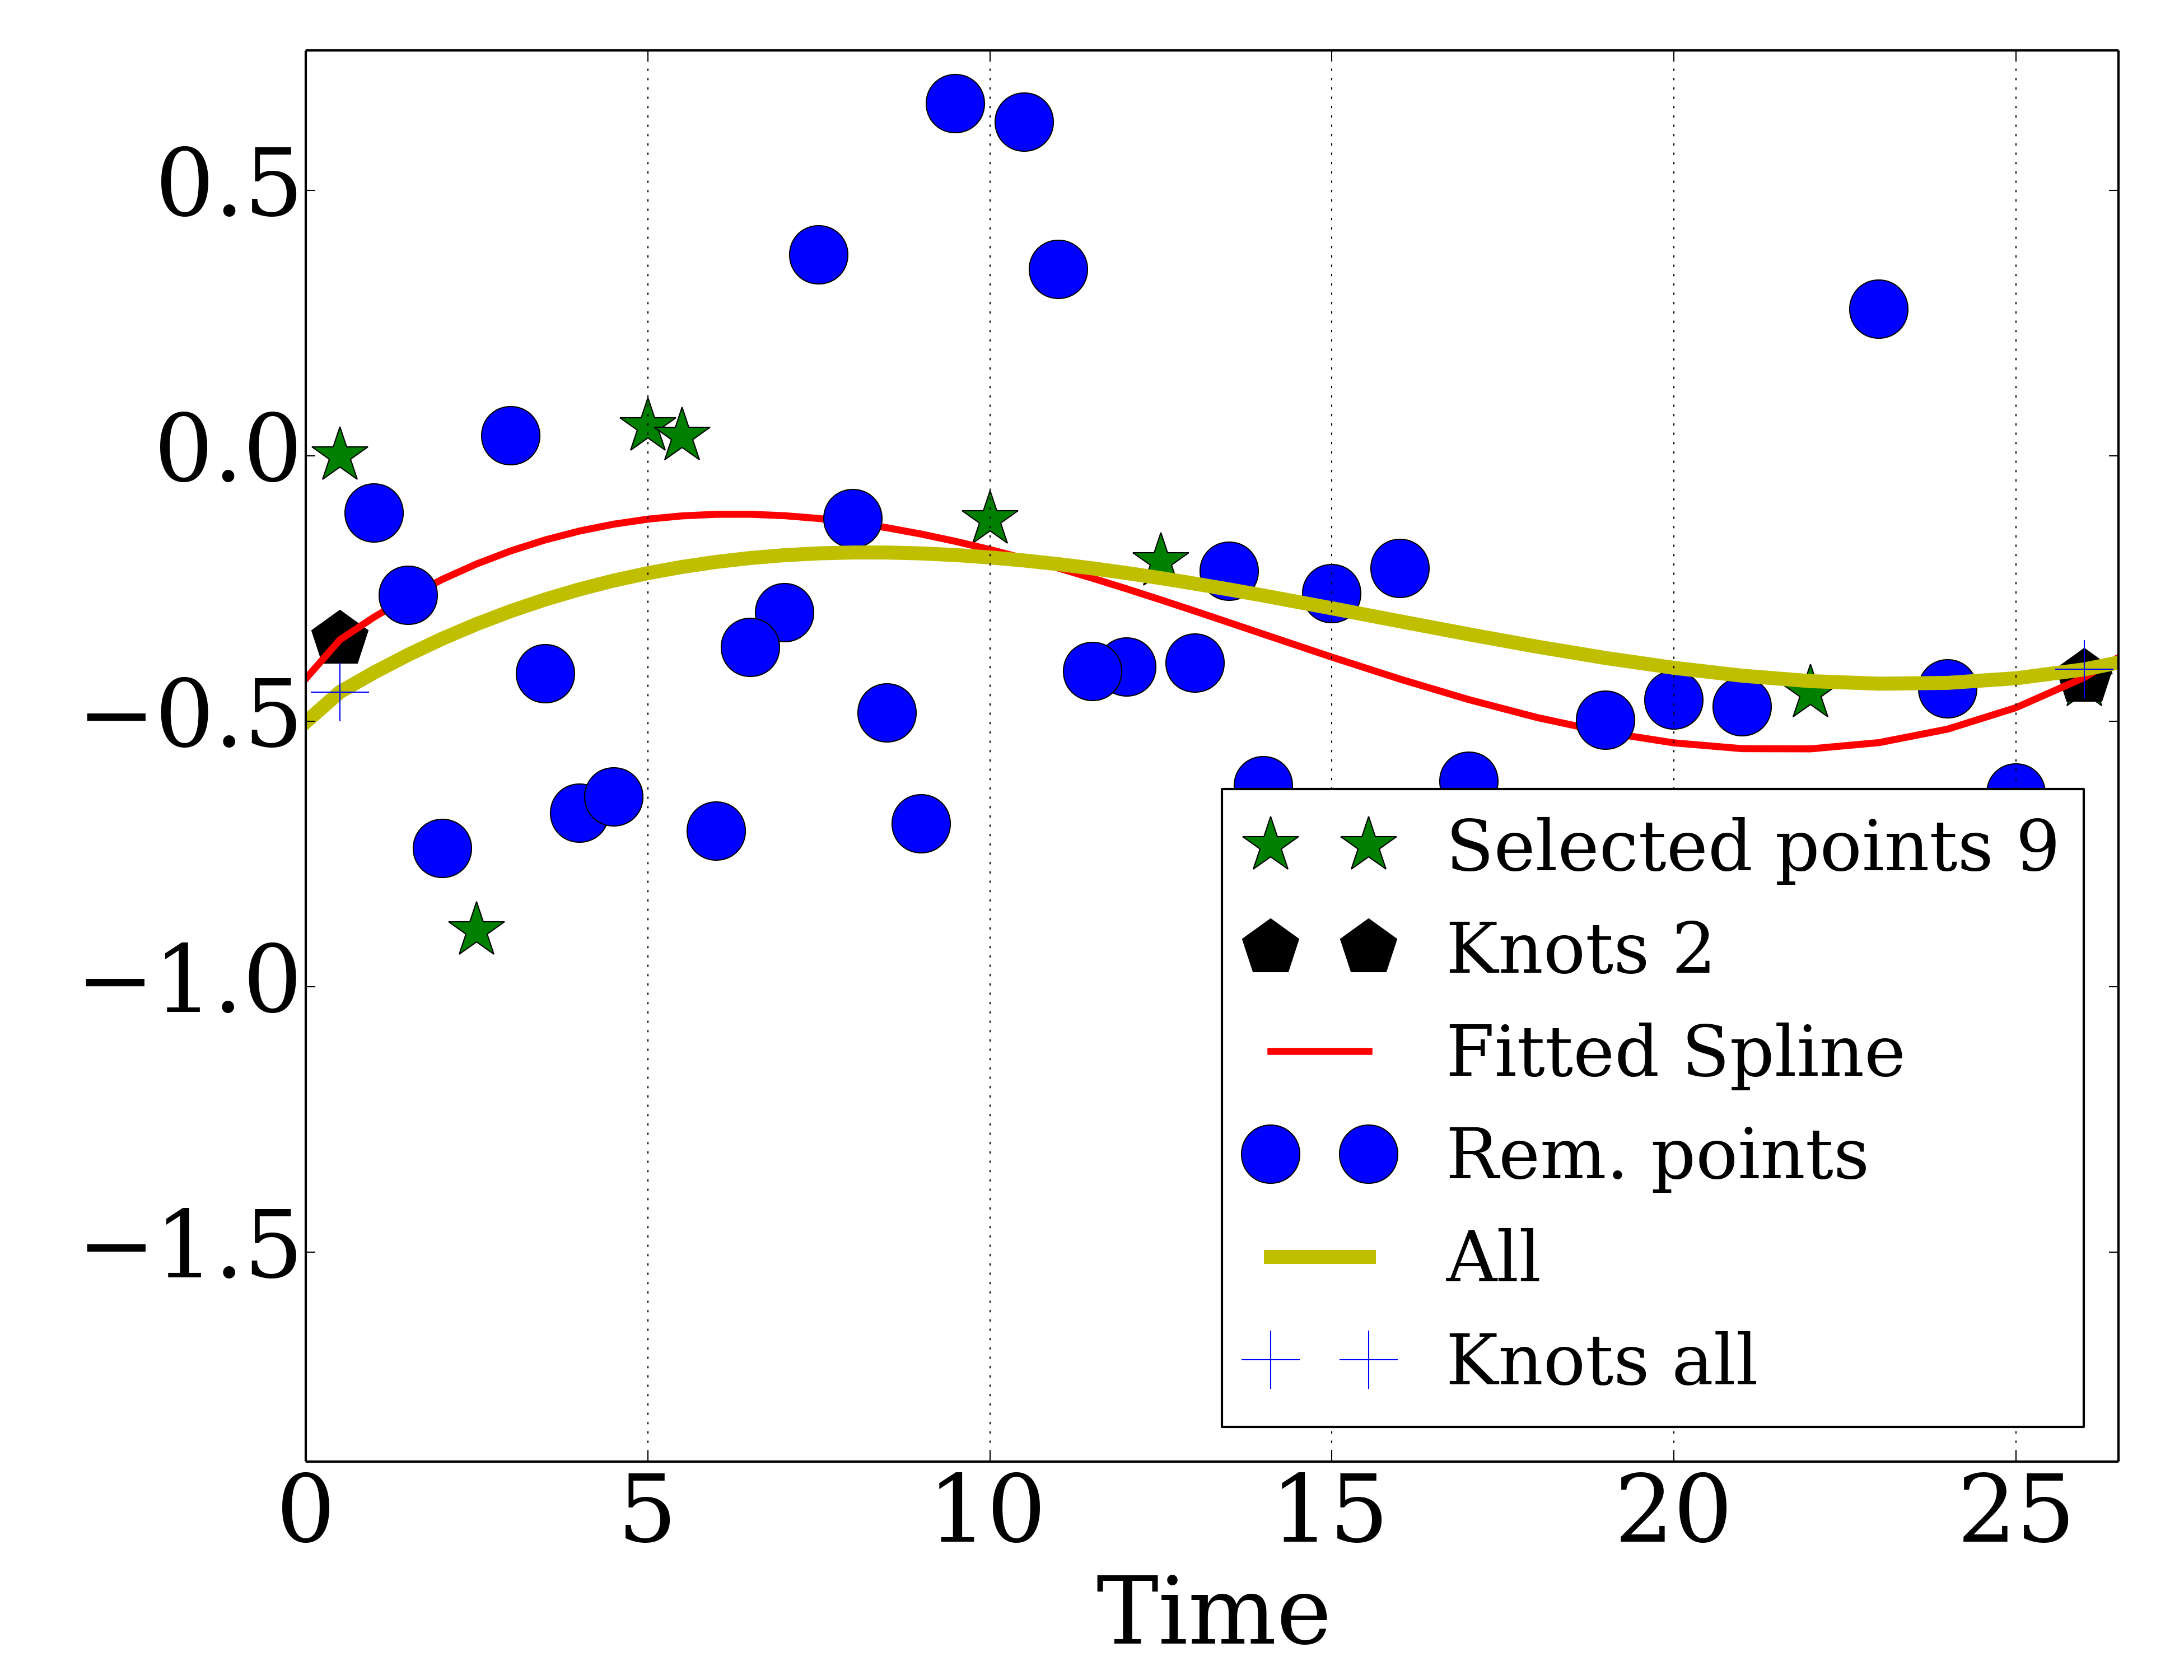 0.5
0.0
−0.5
−1.0
−1.5
Selected points 9
Knots 2
Fitted Spline
Rem. points
All
Knots all
0 5 10 15 20 25
Time